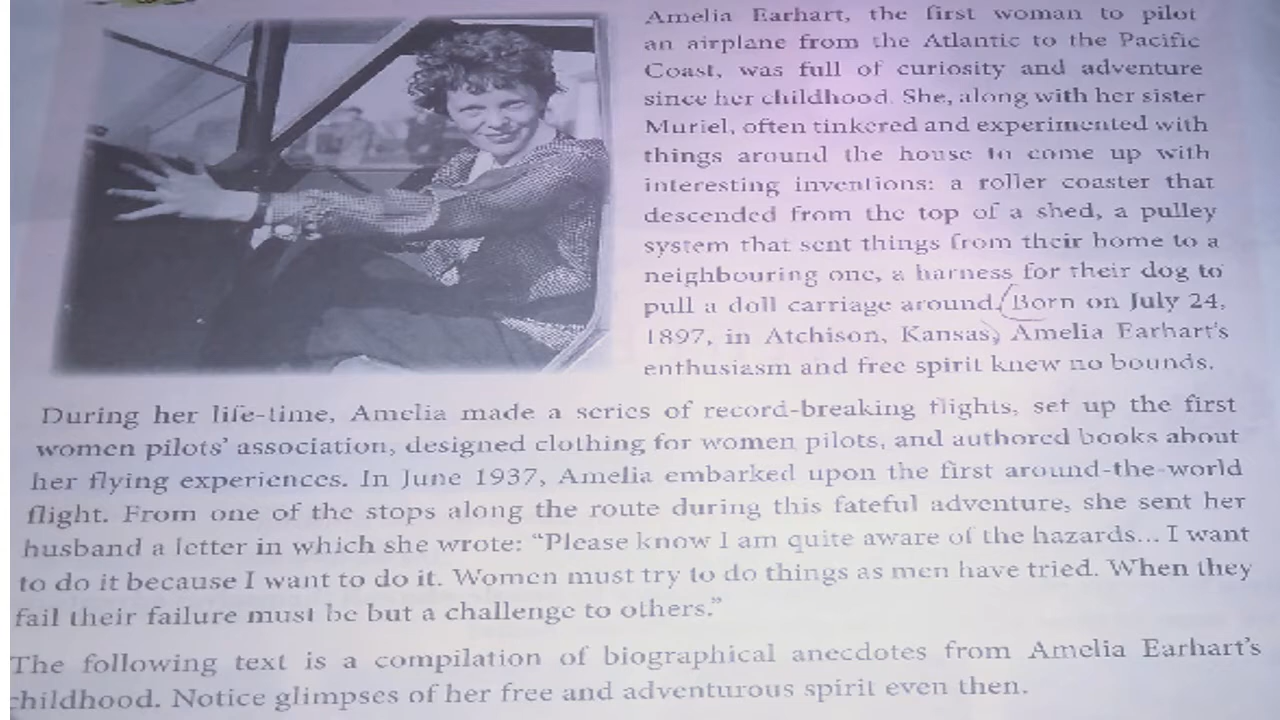 Amelia Earhart, the first woman to pilot
an airplane from the Atlantic to the Pacific
Coast, was full of curiosity and adventure
since her childhood. She, along with her sister
Muriel, often tinkered and experimented with
things around the house to come up with
interesting inventions: a roller coaster that
descended from the top of a shed, a pulley
system that sent things from their home to a
neighbouring one, a harness for their dog to
pull a doll carriage around. Born on July 24,
1897, in Atchison, Kansas, Amelia Earhart's
enthusiasm and free spirit knew no bounds.
During her life-time, Amelia made a series of record-breaking flights, set up the first
women pilots' association, designed clothing for women pilots, and authored books about
her flying experiences. In June 1937, Amelia embarked upon the first around-the-world
flight. From one of the stops along the route during this fateful adventure, she sent her
husband a letter in which she wrote: “Please know I am quite aware of the hazards... I want
to do it because I want to do it. Women must try to do things as men have tried. When they
fail their failure must be but a challenge to others.”
The following text is a compilation of biographical anecdotes from Amelia Earhart's
childhood. Notice glimpses of her free and adventurous spirit even then.